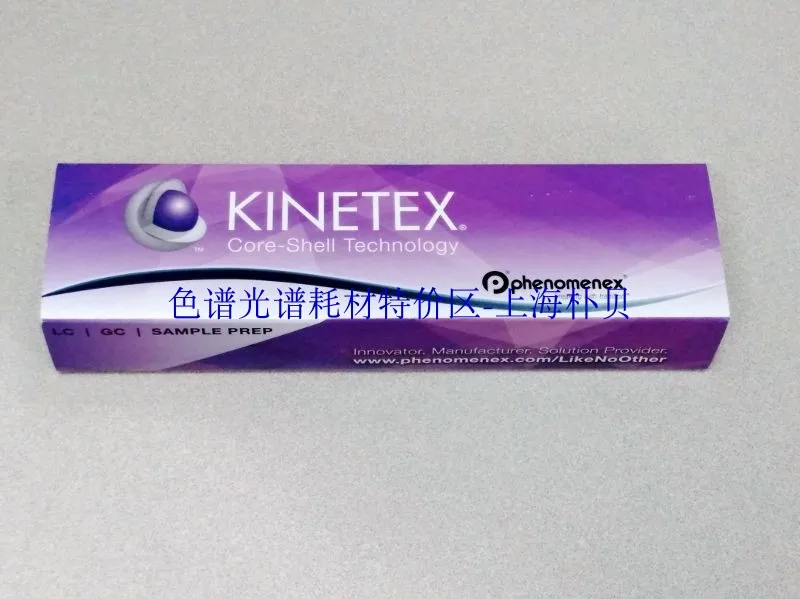 KINETEX®
™
Core-Shell Technology
phenomenex®
色谱光谱耗材特价区-上海朴贝
LC | GC | SAMPLE PREP
Innovator. Manufacturer. Solution Provider.
www.phenomenex.com/LikeNoOther